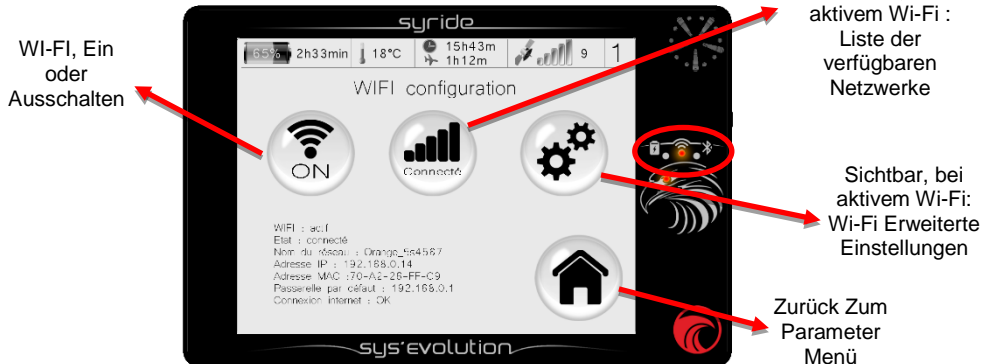 syride
65% 2h33min 18°C 15h43m 9 1
1h12m
WIFI configuration
ON
Connecté
WIFI : actif
Etat : connecté
Nom du réseau : Orange_5s4567
Adresse IP : 192.168.0.14
Adresse MAC :70-A2-26-FF-C9
Passerelle par défaut : 192.168.0.1
Connexion internet : OK
sys'evolution
WI-FI, Ein
oder
Ausschalten
aktivem Wi-Fi :
Liste der
verfügbaren
Netzwerke
Sichtbar, bei
aktivem Wi-Fi:
Wi-Fi Erweiterte
Einstellungen
Zurück Zum
Parameter
Menü